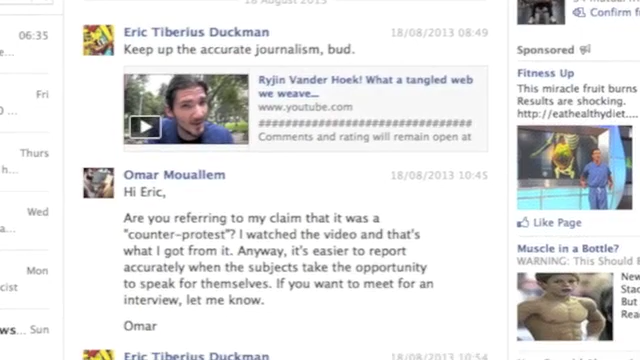 18 August 2013
06:35
Fri
Thurs
Wed
Mon
cist
ws... Sun
Eric Tiberius Duckman 18/08/2013 08:49
Keep up the accurate journalism, bud.
Ryjin Vander Hoek! What a tangled web
we weave...
www.youtube.com
##################################
Comments and rating will remain open at
Omar Mouallem 18/08/2013 10:45
Hi Eric,
Are you referring to my claim that it was a
"counter-protest"? I watched the video and that's
what I got from it. Anyway, it's easier to report
accurately when the subjects take the opportunity
to speak for themselves. If you want to meet for an
interview, let me know.
Omar
Eric Tiberius Duckman 18/08/2013 10:54
Confirm f
Sponsored
Fitness Up
This miracle fruit burns
Results are shocking.
http://eathealthydiet....
Like Page
Muscle in a Bottle?
WARNING: This Should B
New
Stac
But
Rea